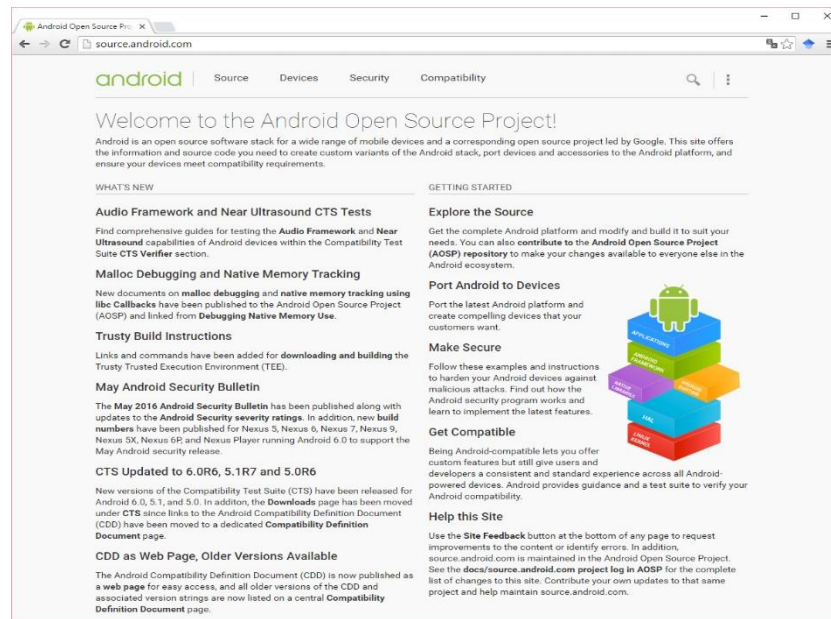 Android Open Source Pro
source.android.com
android
Source Devices Security Compatibility
Welcome to the Android Open Source Project!
Android is an open source software stack for a wide range of mobile devices and a corresponding open source project led by Google. This site offers
the information and source code you need to create custom variants of the Android stack, port devices and accessories to the Android platform, and
ensure your devices meet compatibility requirements.
WHAT'S NEW
Audio Framework and Near Ultrasound CTS Tests
Find comprehensive guides for testing the Audio Framework and Near
Ultrasound capabilities of Android devices within the Compatibility Test
Suite CTS Verifier section.
Malloc Debugging and Native Memory Tracking
New documents on malloc debugging and native memory tracking using
libc Callbacks have been published to the Android Open Source Project
(AOSP) and linked from Debugging Native Memory Use.
Trusty Build Instructions
Links and commands have been added for downloading and building the
Trusty Trusted Execution Environment (TEE).
May Android Security Bulletin
The May 2016 Android Security Bulletin has been published along with
updates to the Android Security severity ratings. In addition, new build
numbers have been published for Nexus 5, Nexus 6, Nexus 7, Nexus 9,
Nexus 5X, Nexus 6P, and Nexus Player running Android 6.0 to support the
May Android security release.
CTS Updated to 6.0R6, 5.1R7 and 5.0R6
New versions of the Compatibility Test Suite (CTS) have been released for
Android 6.0, 5.1, and 5.0. In additon, the Downloads page has been moved
under CTS since links to the Android Compatibility Definition Document
(CDD) have been moved to a dedicated Compatibility Definition
Document page.
CDD as Web Page, Older Versions Available
The Android Compatibility Definition Document (CDD) is now published as
a web page for easy access, and all older versions of the CDD and
associated version strings are now listed on a central Compatibility
Definition Document page.
GETTING STARTED
Explore the Source
Get the complete Android platform and modify and build it to suit your
needs. You can also contribute to the Android Open Source Project
(AOSP) repository to make your changes available to everyone else in the
Android ecosystem.
Port Android to Devices
Port the latest Android platform and
create compelling devices that your
customers want.
Make Secure
Follow these examples and instructions
to harden your Android devices against
malicious attacks. Find out how the
Android security program works and
learn to implement the latest features.
Get Compatible
Being Android-compatible lets you offer
custom features but still give users and
developers a consistent and standard experience across all Android-
powered devices. Android provides guidance and a test suite to verify your
Android compatibility.
Help this Site
Use the Site Feedback button at the bottom of any page to request
improvements to the content or identify errors. In addition,
source.android.com is maintained in the Android Open Source Project.
See the docs/source.android.com project log in AOSP for the complete
list of changes to this site. Contribute your own updates to that same
project and help maintain source.android.com.
APPLICATIONS
ANDROID
FRAMEWORK
NATIVE
LIBRARIES
ANDROID
RUNTIME
HAL
LINUX
KERNEL